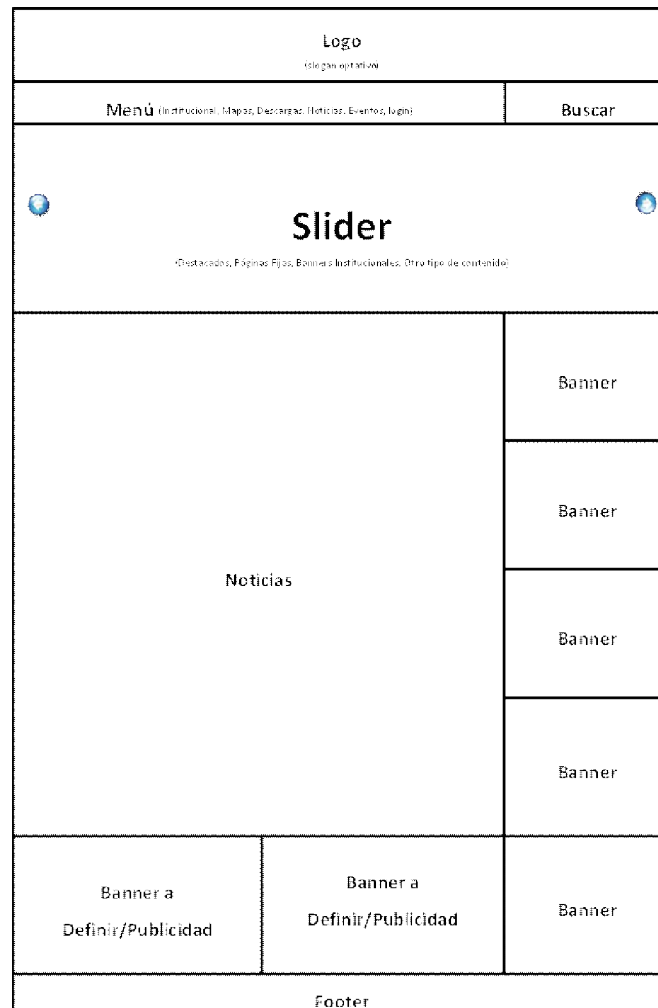 Logo
(slogan optativo)
Menú (Institucional, Mapas, Descargas, Noticias, Eventos, login)
Buscar
Slider
(Destacados, Páginas Fijas, Banners Institucionales, Otro tipo de contenido)
Banner
Banner
Noticias
Banner
Banner
Banner a
Definir/Publicidad
Banner a
Definir/Publicidad
Banner
Footer